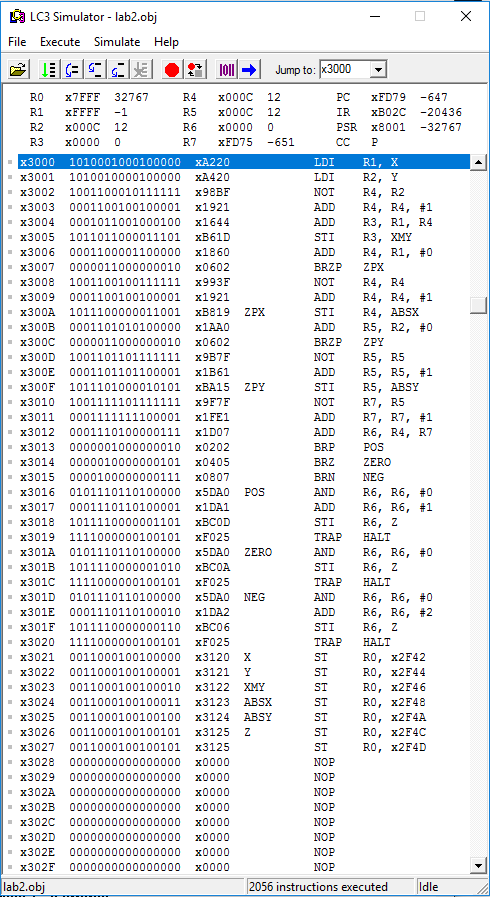 LC3 Simulator - lab2.obj
File Execute Simulate Help
Jump to: x3000
R0 x7FFF 32767 R4 x000C 12 PC xFD79 -647
R1 xFFFF -1 R5 x000C 12 IR xB02C -20436
R2 x000C 12 R6 x0000 0 PSR x8001 -32767
R3 x0000 0 R7 xFD75 -651 CC P
x3000 1010001000100000 xA220 LDI R1, X
x3001 1010010000100000 xA420 LDI R2, Y
x3002 1001100010111111 x98BF NOT R4, R2
x3003 0001100100100001 x1921 ADD R4, R4, #1
x3004 0001011001000100 x1644 ADD R3, R1, R4
x3005 1011011000011101 xB61D STI R3, XMY
x3006 0001100001100000 x1860 ADD R4, R1, #0
x3007 0000011000000010 x0602 BRZP ZPX
x3008 1001100100111111 x993F NOT R4, R4
x3009 0001100100100001 x1921 ADD R4, R4, #1
x300A 1011100000011001 xB819 ZPX STI R4, ABSX
x300B 0001101010100000 x1AA0 ADD R5, R2, #0
x300C 0000011000000010 x0602 BRZP ZPY
x300D 1001101101111111 x9B7F NOT R5, R5
x300E 0001101101100001 x1B61 ADD R5, R5, #1
x300F 1011101000010101 xBA15 ZPY STI R5, ABSY
x3010 1001111101111111 x9F7F NOT R7, R5
x3011 0001111111100001 x1FE1 ADD R7, R7, #1
x3012 0001110100000111 x1D07 ADD R6, R4, R7
x3013 0000001000000010 x0202 BRP POS
x3014 0000010000000101 x0405 BRZ ZERO
x3015 0000100000000111 x0807 BRN NEG
x3016 0101110110100000 x5DA0 POS AND R6, R6, #0
x3017 0001110110100001 x1DA1 ADD R6, R6, #1
x3018 1011110000001101 xBC0D STI R6, Z
x3019 1111000000100101 xF025 TRAP HALT
x301A 0101110110100000 x5DA0 ZERO AND R6, R6, #0
x301B 1011110000001010 xBC0A STI R6, Z
x301C 1111000000100101 xF025 TRAP HALT
x301D 0101110110100000 x5DA0 NEG AND R6, R6, #0
x301E 0001110110100010 x1DA2 ADD R6, R6, #2
x301F 1011110000000110 xBC06 STI R6, Z
x3020 1111000000100101 xF025 TRAP HALT
x3021 0011000100100000 x3120 X ST R0, x2F42
x3022 0011000100100001 x3121 Y ST R0, x2F44
x3023 0011000100100010 x3122 XMY ST R0, x2F46
x3024 0011000100100011 x3123 ABSX ST R0, x2F48
x3025 0011000100100100 x3124 ABSY ST R0, x2F4A
x3026 0011000100100101 x3125 Z ST R0, x2F4C
x3027 0011000100100101 x3125 ST R0, x2F4D
x3028 0000000000000000 x0000 NOP
x3029 0000000000000000 x0000 NOP
x302A 0000000000000000 x0000 NOP
x302B 0000000000000000 x0000 NOP
x302C 0000000000000000 x0000 NOP
x302D 0000000000000000 x0000 NOP
x302E 0000000000000000 x0000 NOP
x302F 0000000000000000 x0000 NOP
lab2.obj 2056 instructions executed Idle